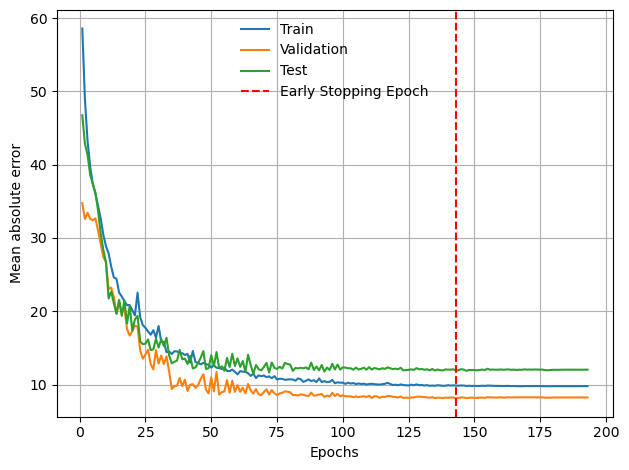 60
50
40
30
20
10
Mean absolute error
Train
Validation
Test
Early Stopping Epoch
0 25 50 75 100 125 150 175 200
Epochs